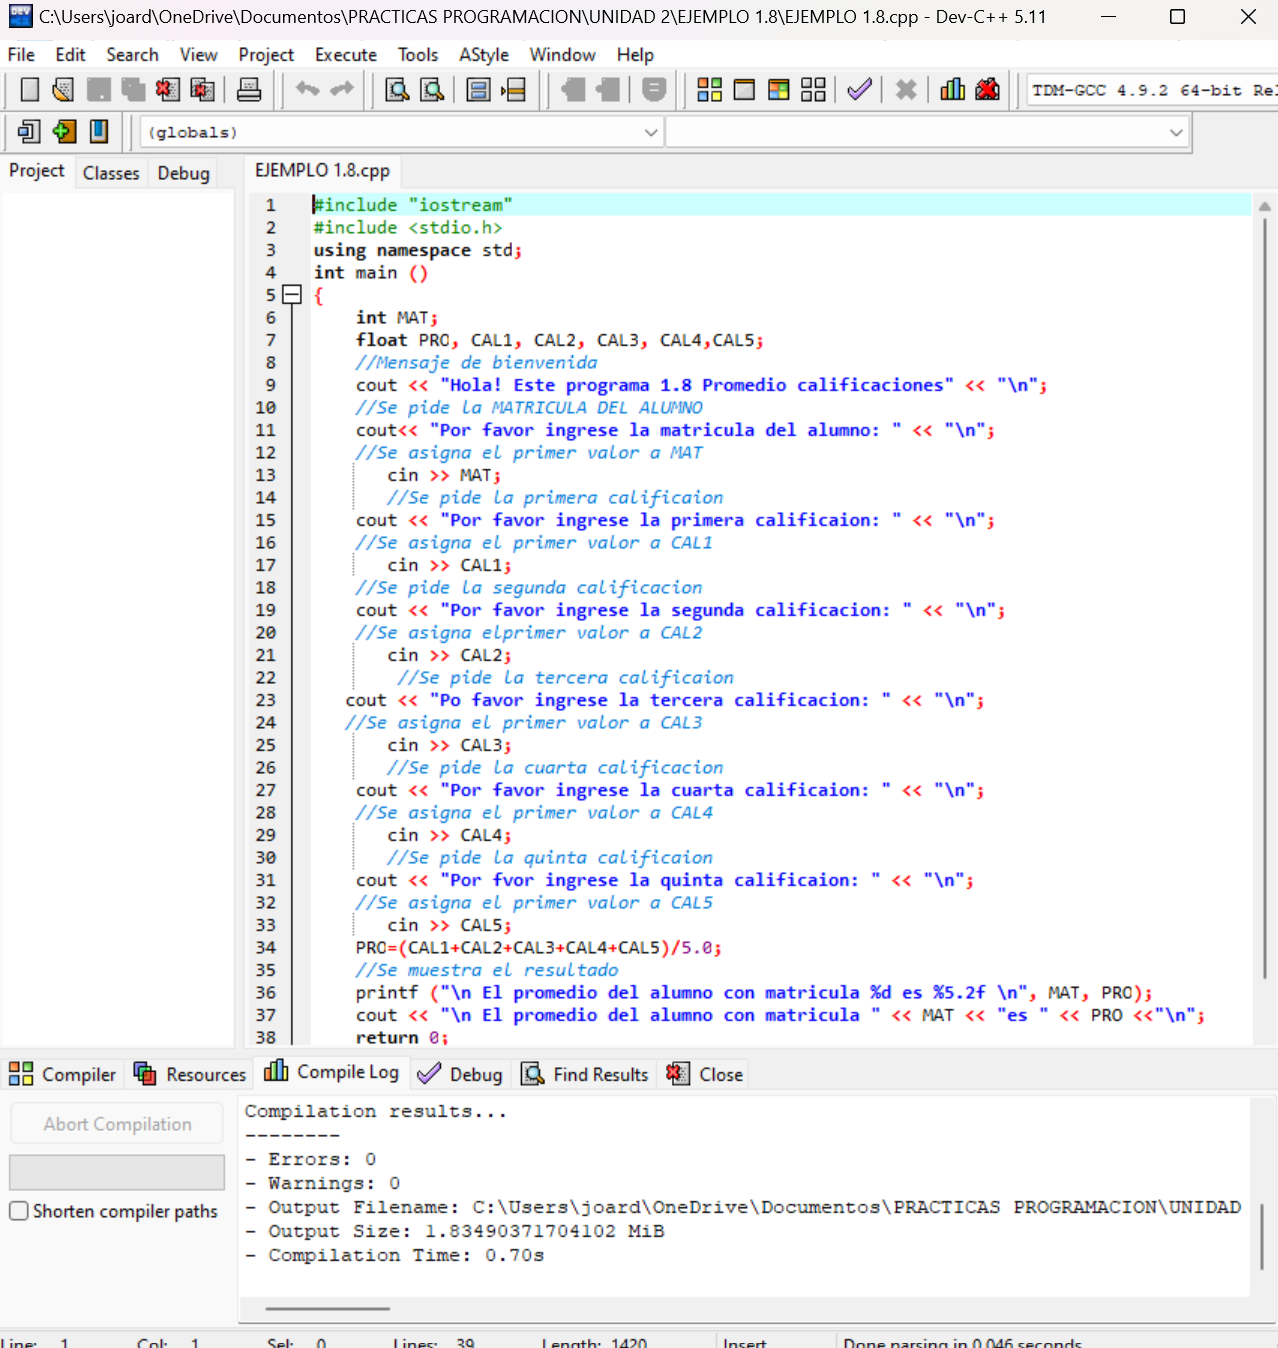 C:\Users\joard\OneDrive\Documentos\PRACTICAS PROGRAMACION\UNIDAD 2\EJEMPLO 1.8\EJEMPLO 1.8.cpp - Dev-C++ 5.11
File Edit Search View Project Execute Tools AStyle Window Help
TDM-GCC 4.9.2 64-bit Rel
(globals)
Project Classes Debug
EJEMPLO 1.8.cpp
1 #include "iostream"
2 #include <stdio.h>
3 using namespace std;
4 int main ()
5 {
6 int MAT;
7 float PRO, CAL1, CAL2, CAL3, CAL4,CAL5;
8 //Mensaje de bienvenida
9 cout << "Hola! Este programa 1.8 Promedio calificaciones" << "\n";
10 //Se pide la MATRICULA DEL ALUMNO
11 cout<< "Por favor ingrese la matricula del alumno: " << "\n";
12 //Se asigna el primer valor a MAT
13 cin >> MAT;
14 //Se pide la primera calificaion
15 cout << "Por favor ingrese la primera calificaion: " << "\n";
16 //Se asigna el primer valor a CAL1
17 cin >> CAL1;
18 //Se pide la segunda calificacion
19 cout << "Por favor ingrese la segunda calificacion: " << "\n";
20 //Se asigna elprimer valor a CAL2
21 cin >> CAL2;
22 //Se pide la tercera calificaion
23 cout << "Po favor ingrese la tercera calificacion: " << "\n";
24 //Se asigna el primer valor a CAL3
25 cin >> CAL3;
26 //Se pide la cuarta calificacion
27 cout << "Por favor ingrese la cuarta calificaion: " << "\n";
28 //Se asigna el primer valor a CAL4
29 cin >> CAL4;
30 //Se pide la quinta calificaion
31 cout << "Por fvor ingrese la quinta calificaion: " << "\n";
32 //Se asigna el primer valor a CAL5
33 cin >> CAL5;
34 PRO=(CAL1+CAL2+CAL3+CAL4+CAL5)/5.0;
35 //Se muestra el resultado
36 printf ("\n El promedio del alumno con matricula %d es %5.2f \n", MAT, PRO);
37 cout << "\n El promedio del alumno con matricula " << MAT << "es " << PRO <<"\n";
38 return 0;
Compiler Resources Compile Log Debug Find Results Close
Abort Compilation
Shorten compiler paths
Compilation results...
--------
- Errors: 0
- Warnings: 0
- Output Filename: C:\Users\joard\OneDrive\Documentos\PRACTICAS PROGRAMACION\UNIDAD
- Output Size: 1.83490371704102 MiB
- Compilation Time: 0.70s
Line: 1 Col: 1 Sel: 0 Lines: 39 Length: 1420 Insert Done parsing in 0.046 seconds